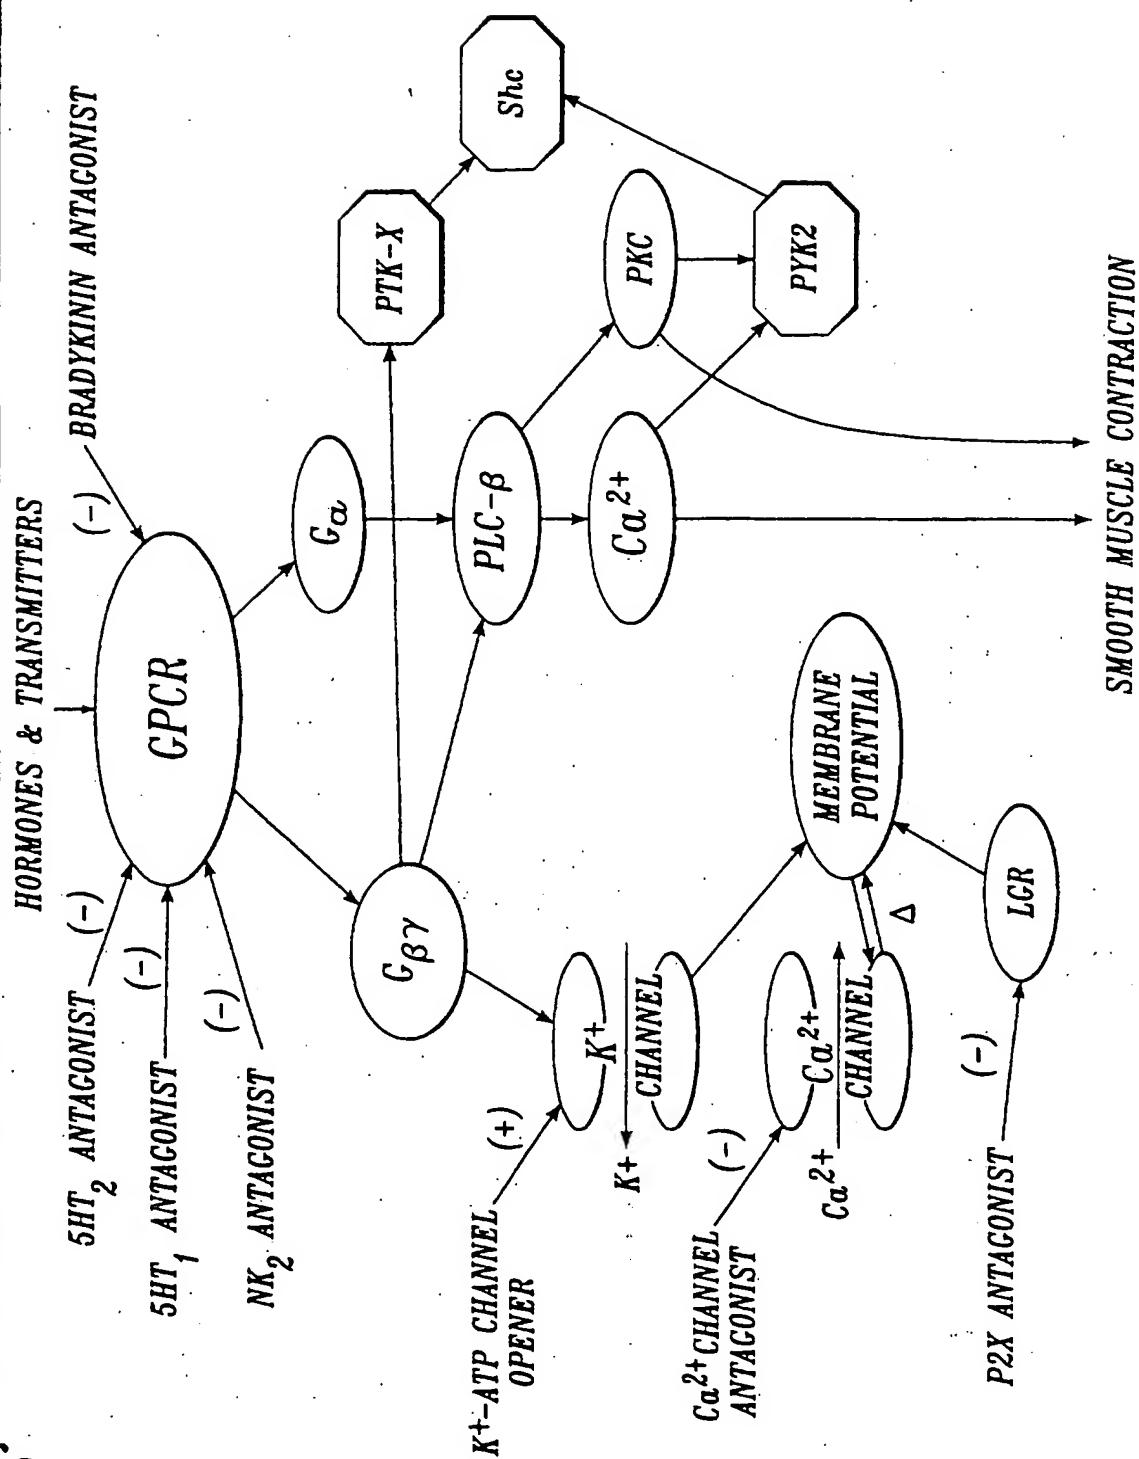 HORMONES & TRANSMITTERS
5HT2 ANTAGONIST
(-)
5HT1 ANTAGONIST
(-)
NK2 ANTAGONIST
(-)
BRADYKININ ANTAGONIST
(-)
GPCR
Gα
Gβγ
PTK-X
Shc
PLC-β
PKC
Ca2+
PYK2
K+-ATP CHANNEL
OPENER
(+)
K+
CHANNEL
K+
Ca2+ CHANNEL
ANTAGONIST
(-)
Ca2+
CHANNEL
Ca2+
Δ
MEMBRANE
POTENTIAL
LGR
P2X ANTAGONIST
(-)
SMOOTH MUSCLE CONTRACTION